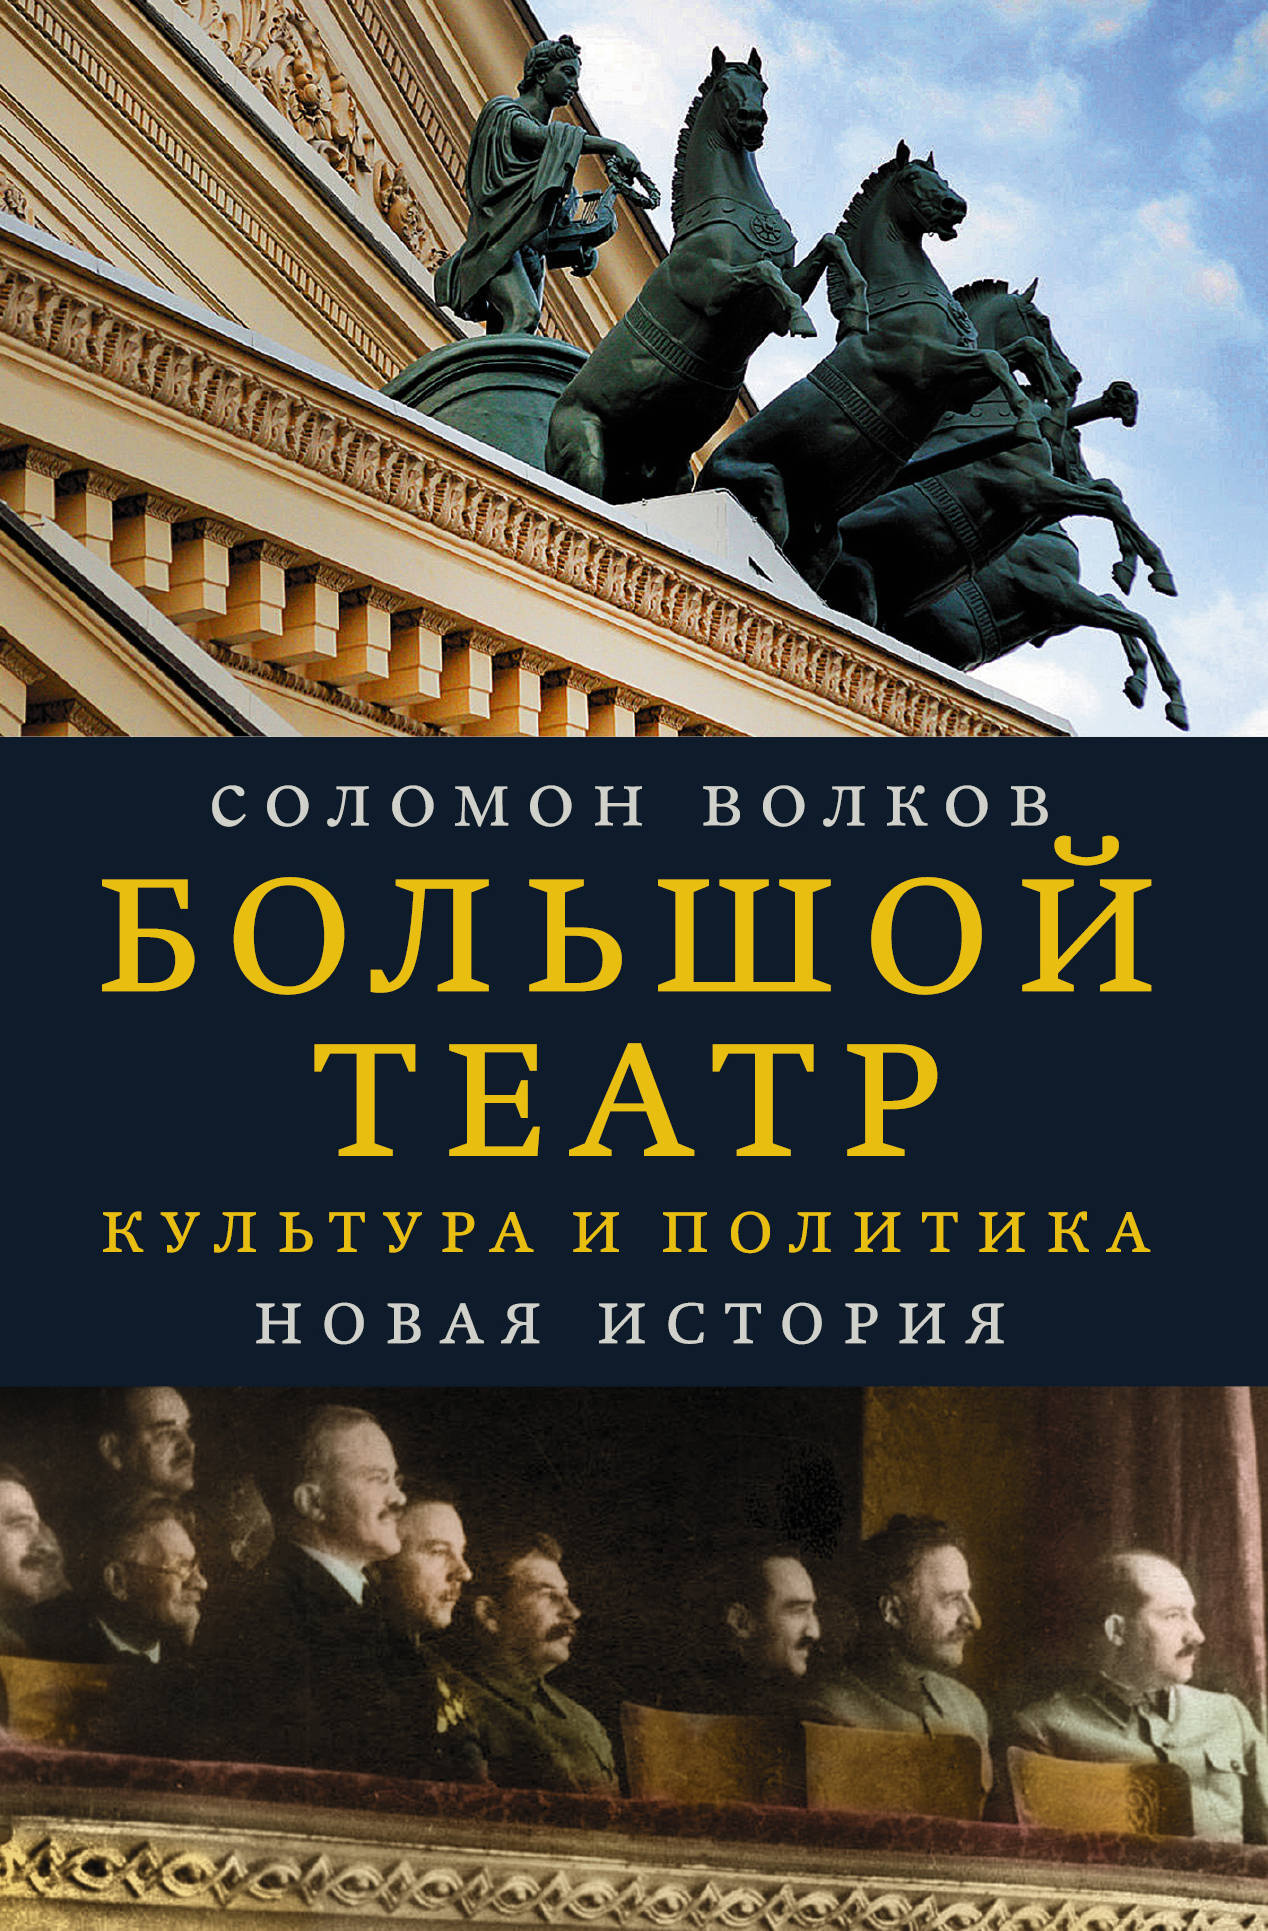 СОЛОМОН ВОЛКОВ
БОЛЬШОЙ
ТЕАТР
КУЛЬТУРА И ПОЛИТИКА
НОВАЯ ИСТОРИЯ